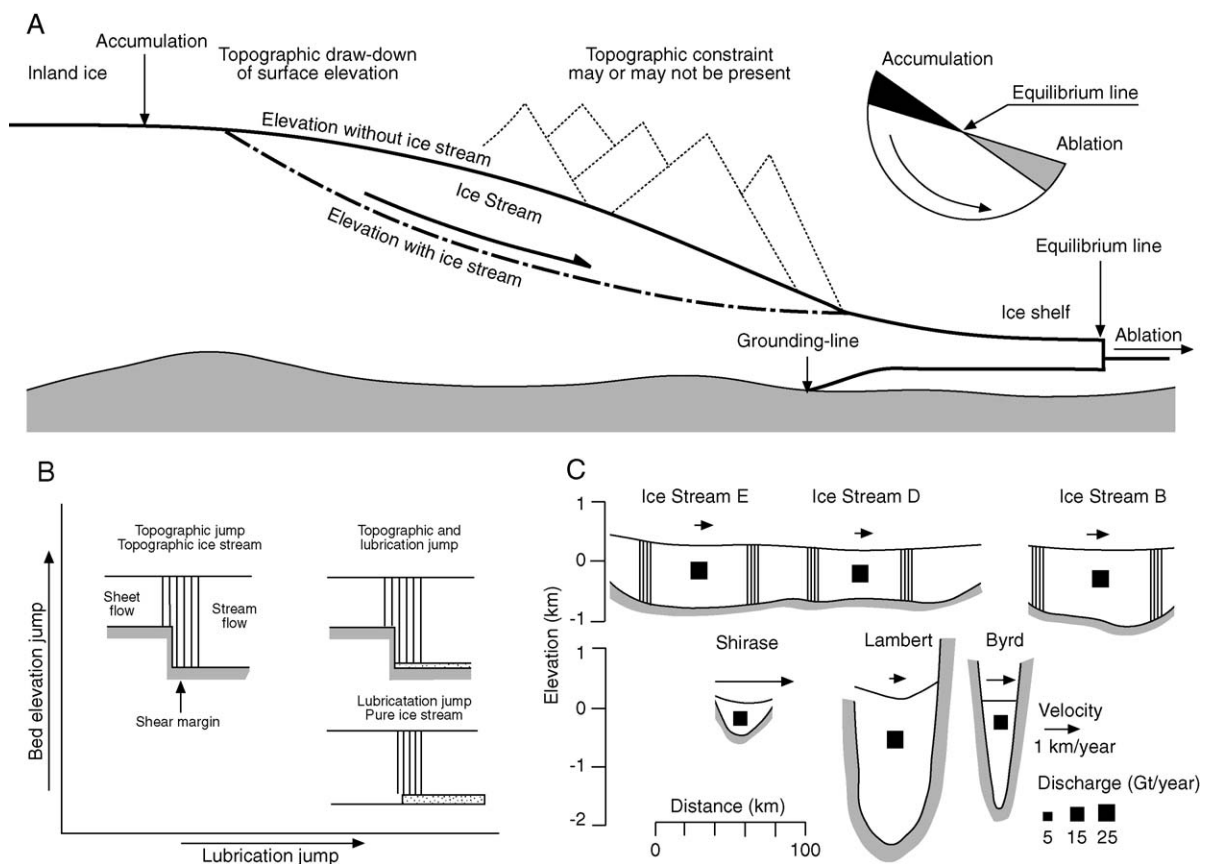 A
Accumulation
Inland ice
Topographic draw-down
of surface elevation
Topographic constraint
may or may not be present
Accumulation
Equilibrium line
Ablation
Elevation without ice stream
Ice Stream
Elevation with ice stream
Equilibrium line
Ice shelf
Ablation
Grounding-line
B
Topographic jump
Topographic ice stream
Topographic and
lubrication jump
Sheet
flow
Stream
flow
Shear margin
Lubricatation jump
Pure ice stream
Bed elevation jump
Lubrication jump
C
Ice Stream E
Ice Stream D
Ice Stream B
1
0
-1
Elevation (km)
Shirase
Lambert
Byrd
1
0
-1
-2
Velocity
1 km/year
Discharge (Gt/year)
5 15 25
Distance (km)
0 100